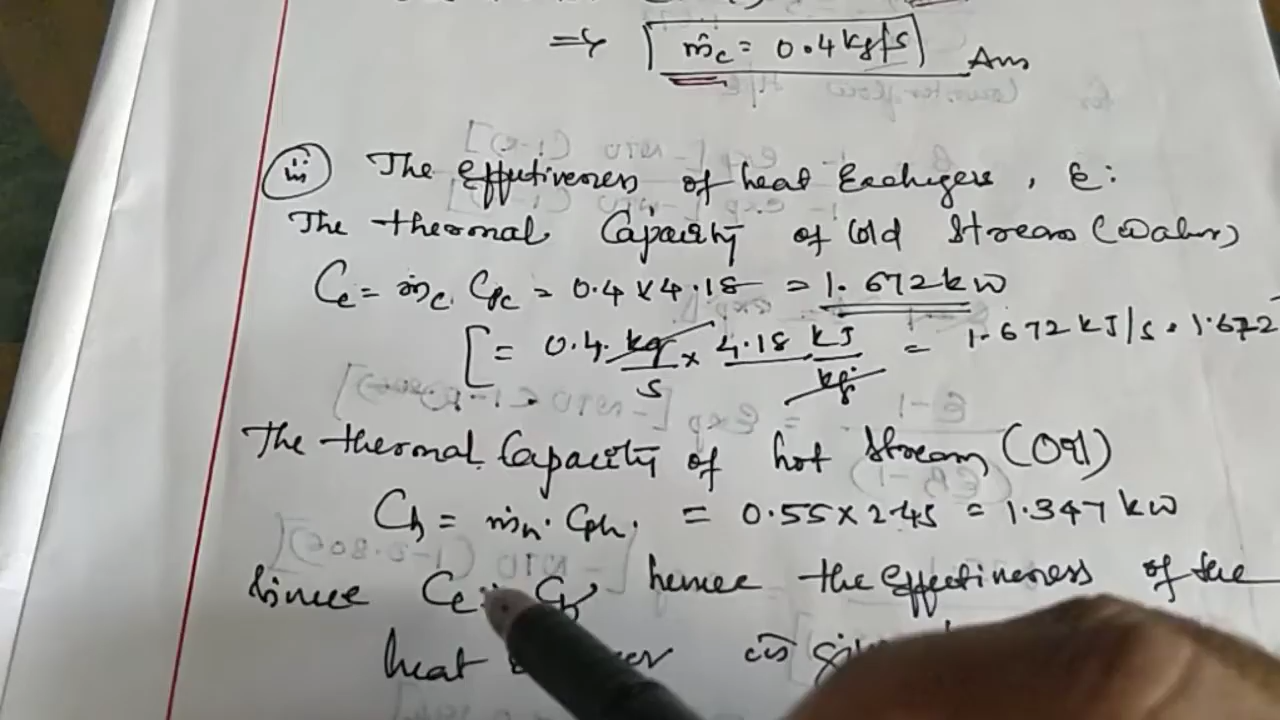 => ṁc = 0.4 kg/s Ans
(iii) The Effectiveness of heat Exchangers, ε:
The thermal Capacity of Cold Stream (Water)
Cc = ṁc. Cpc = 0.4 x 4.18 = 1.672 kw
[ = 0.4. kg/s x 4.18 kJ/kg. = 1.672 kJ/s = 1.672
The thermal Capacity of hot Stream (Oil)
Ch = ṁh. Cph. = 0.55 x 2.45 = 1.347 kw
Since Cc Ch hence the effectiveness of the
heat is